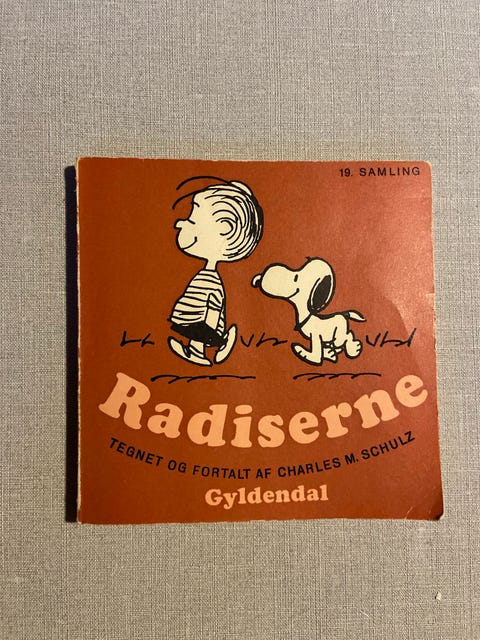 19. SAMLING
Radiserne
TEGNET OG FORTALT AF CHARLES M. SCHULZ
Gyldendal